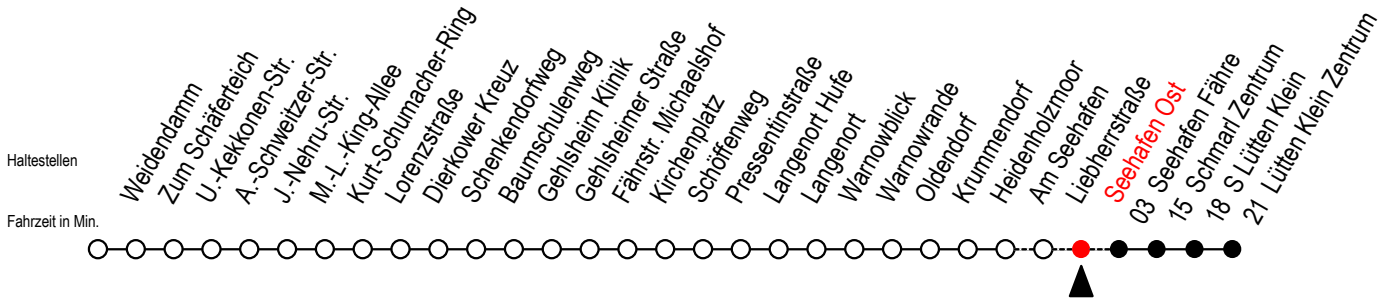 Haltestellen
Fahrzeit in Min.
Weidendamm
Zum Schäferteich
U.-Kekkonen-Str.
A.-Schweitzer-Str.
J.-Nehru-Str.
M.-L.-King-Allee
Kurt-Schumacher-Ring
Lorenzstraße
Dierkower Kreuz
Schenkendorfweg
Baumschulenweg
Gehlsheim Klinik
Gehlsheimer Straße
Fährstr. Michaelshof
Kirchenplatz
Schöffenweg
Pressentinstraße
Langenort Hufe
Langenort
Warnowblick
Warnowrande
Oldendorf
Krummendorf
Heidenholzmoor
Am Seehafen
Liebherrstraße
Seehafen Ost
03 Seehafen Fähre
15 Schmarl Zentrum
18 S Lütten Klein
21 Lütten Klein Zentrum